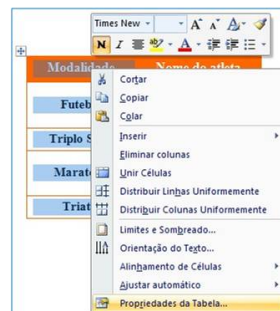 Times New
N I
Modalidade Nome do atleta
Futeb
Triplo S
Marat
Triat
Cortar
Copiar
Colar
Inserir
Eliminar colunas
Unir Células
Distribuir Linhas Uniformemente
Distribuir Colunas Uniformemente
Limites e Sombreado...
Orientação do Texto...
Alinhamento de Células
Ajustar automático
Propriedades da Tabela...